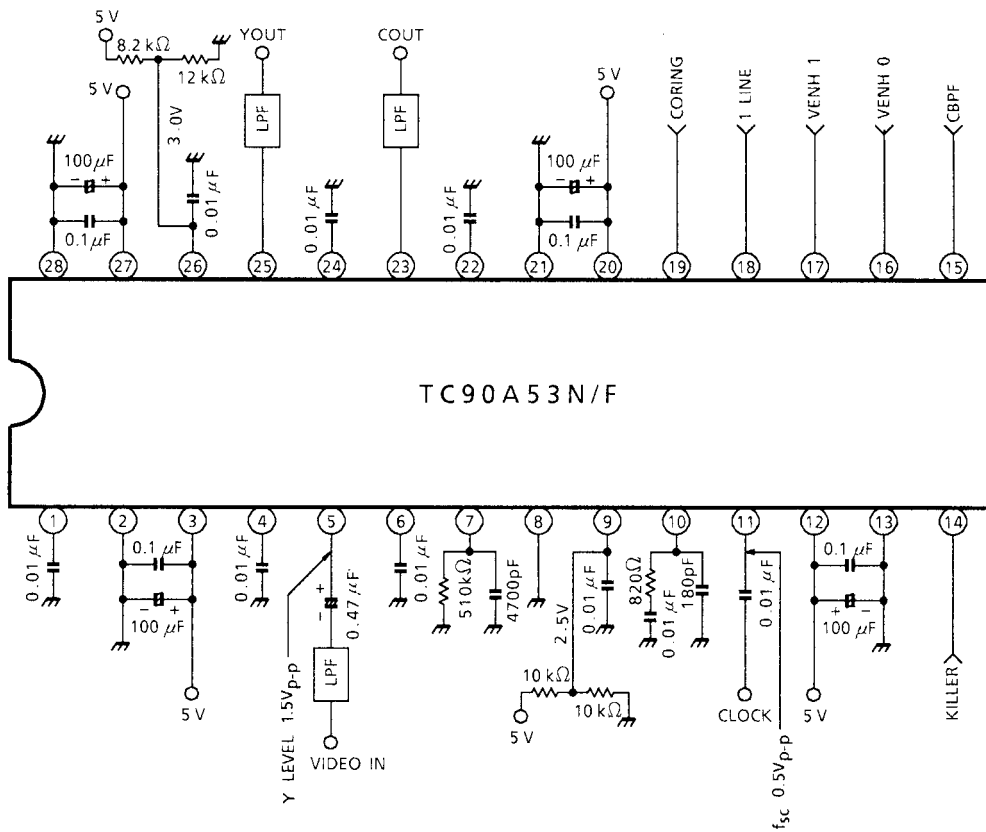 5 V
8.2 kΩ
12 kΩ
YOUT
COUT
5 V
5 V
3.0V
LPF
LPF
CORING
1 LINE
VENH 1
VENH 0
CBPF
100 μF
- +
0.1 μF
0.01 μF
0.01 μF
0.01 μF
100 μF
- +
0.1 μF
28
27
26
25
24
23
22
21
20
19
18
17
16
15
TC90A53N/F
1
2
3
4
5
6
7
8
9
10
11
12
13
14
0.01 μF
0.1 μF
- +
100 μF
5 V
0.01 μF
Y LEVEL 1.5Vp-p
+
-
0.47 μF
LPF
VIDEO IN
0.01 μF
510kΩ
4700pF
2.5V
0.01 μF
10 kΩ
10 kΩ
5 V
820Ω
0.01 μF
180pF
0.01 μF
CLOCK
fsc 0.5Vp-p
0.1 μF
+ -
100 μF
5 V
KILLER